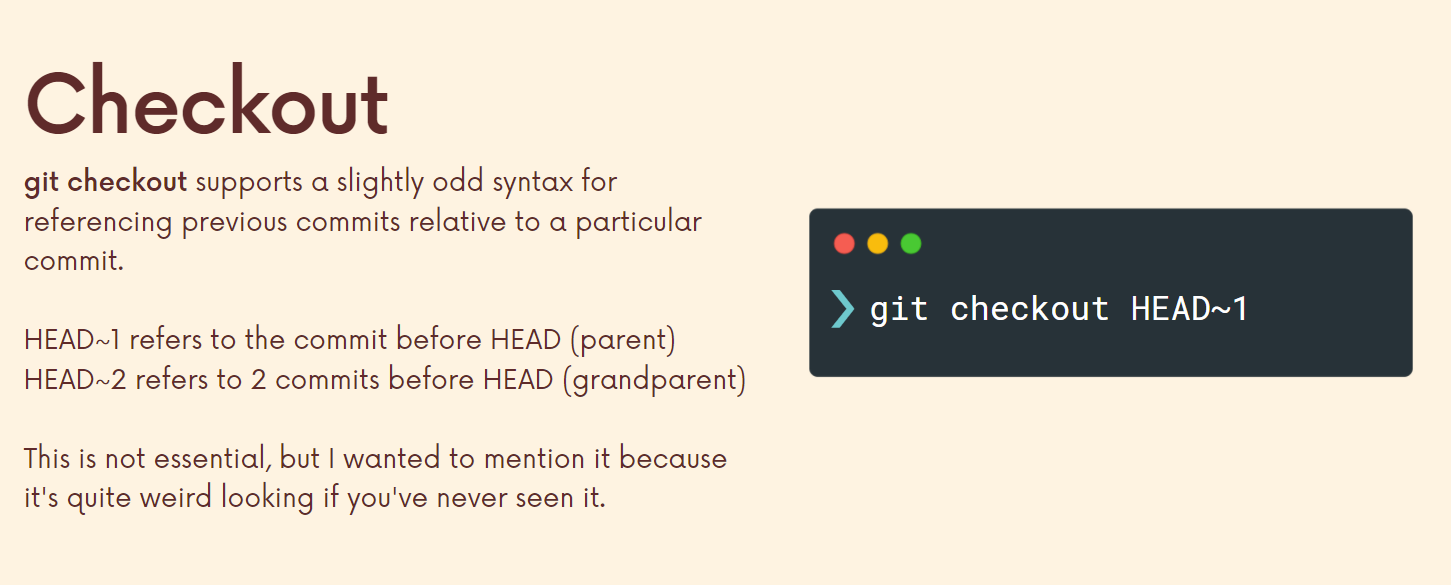 Checkout
git checkout supports a slightly odd syntax for
referencing previous commits relative to a particular
commit.
HEAD~1 refers to the commit before HEAD (parent)
HEAD~2 refers to 2 commits before HEAD (grandparent)
This is not essential, but I wanted to mention it because
it's quite weird looking if you've never seen it.
❯ git checkout HEAD~1